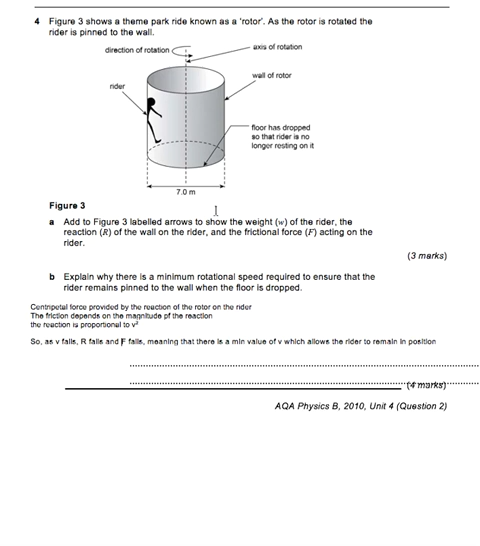 4 Figure 3 shows a theme park ride known as a 'rotor'. As the rotor is rotated the
rider is pinned to the wall.
direction of rotation
axis of rotation
wall of rotor
rider
floor has dropped
so that rider is no
longer resting on it
7.0 m
Figure 3
a Add to Figure 3 labelled arrows to show the weight (w) of the rider, the
reaction (R) of the wall on the rider, and the frictional force (F) acting on the
rider.
(3 marks)
b Explain why there is a minimum rotational speed required to ensure that the
rider remains pinned to the wall when the floor is dropped.
Centripetal force provided by the reaction of the rotor on the rider
The friction depends on the magnitude pf the reaction
the reaction is proportional to v²
So, as v falls, R falls and F falls, meaning that there is a min value of v which allows the rider to remain in position
(4 marks)
AQA Physics B, 2010, Unit 4 (Question 2)